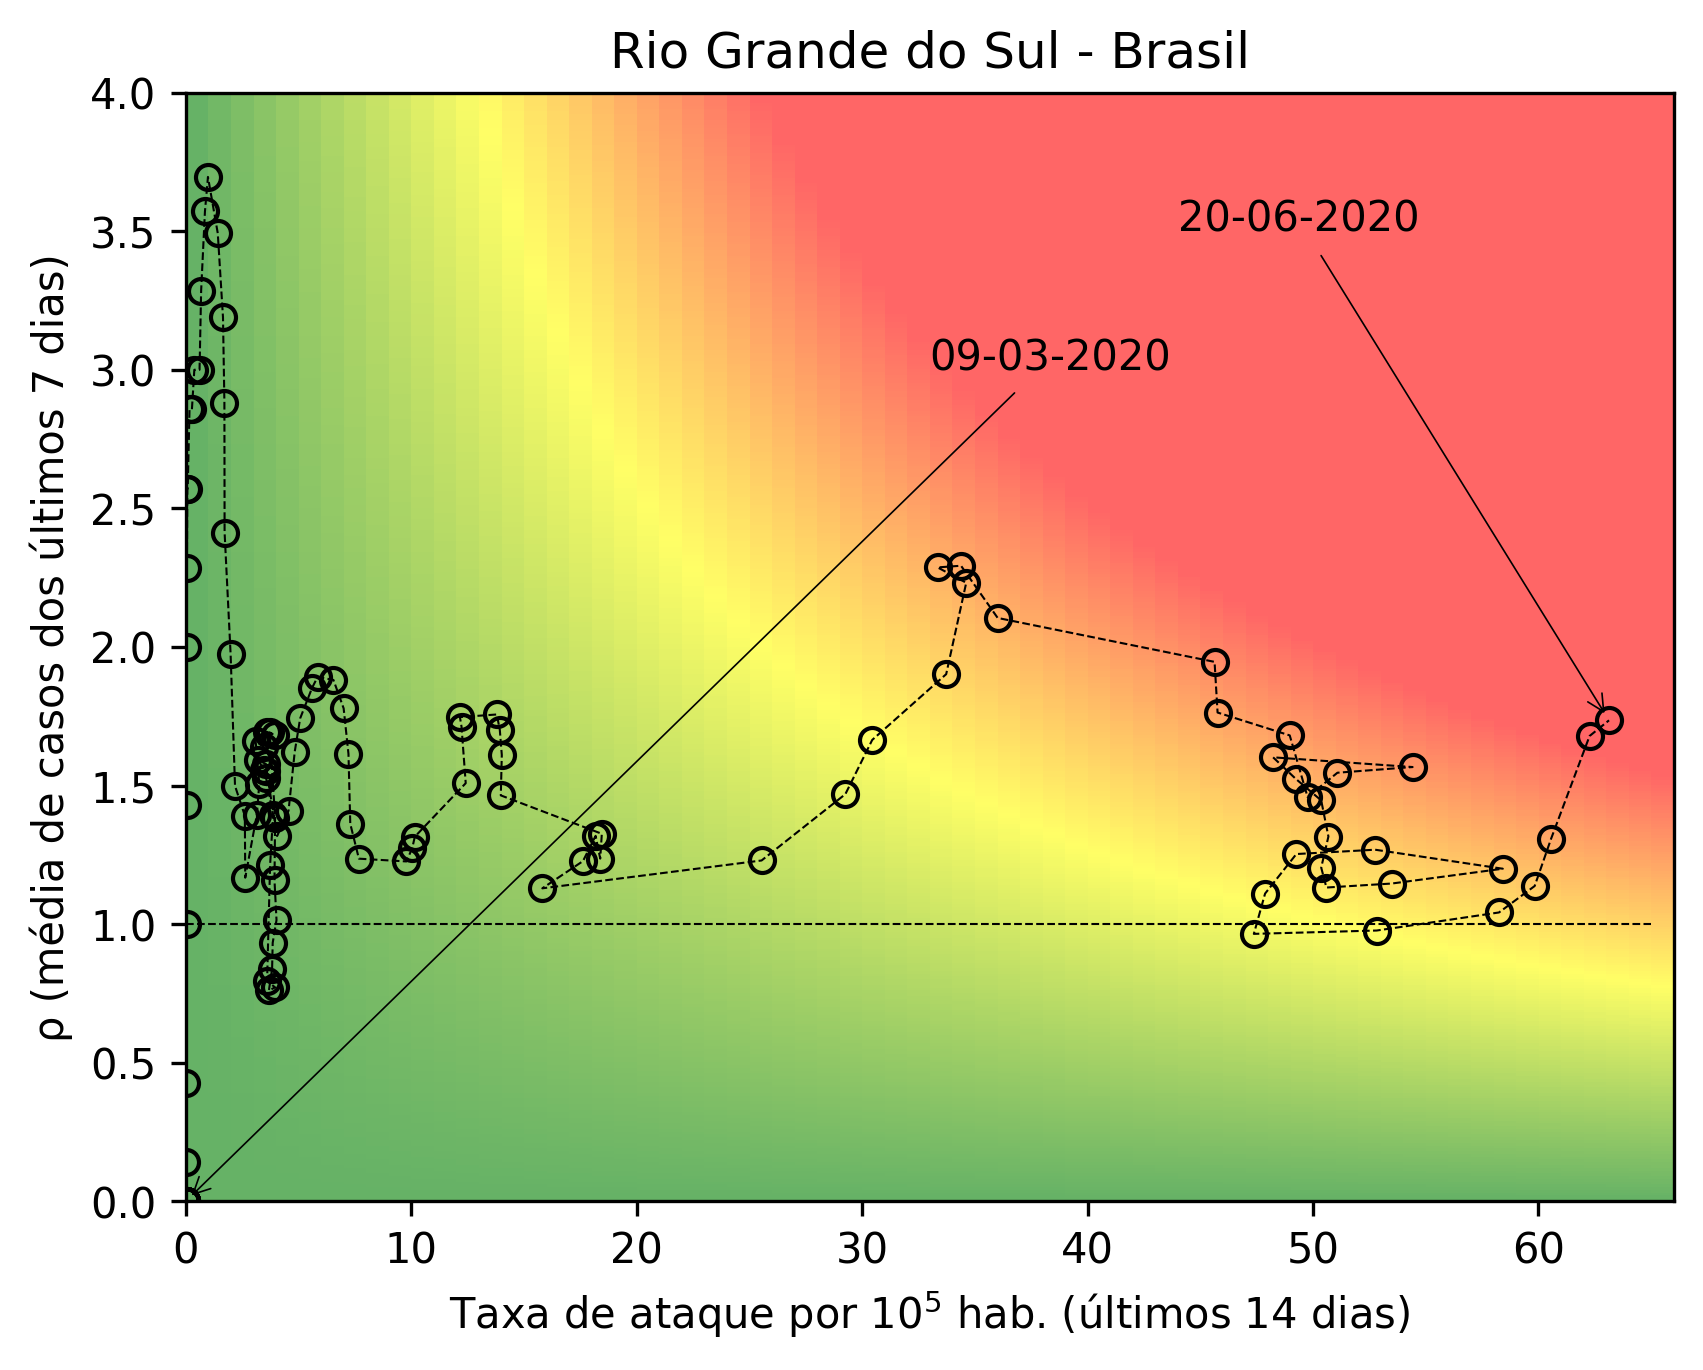 Rio Grande do Sul - Brasil
4.0
3.5
3.0
2.5
2.0
1.5
1.0
0.5
0.0
ρ (média de casos dos últimos 7 dias)
20-06-2020
09-03-2020
0 10 20 30 40 50 60
Taxa de ataque por 10⁵ hab. (últimos 14 dias)